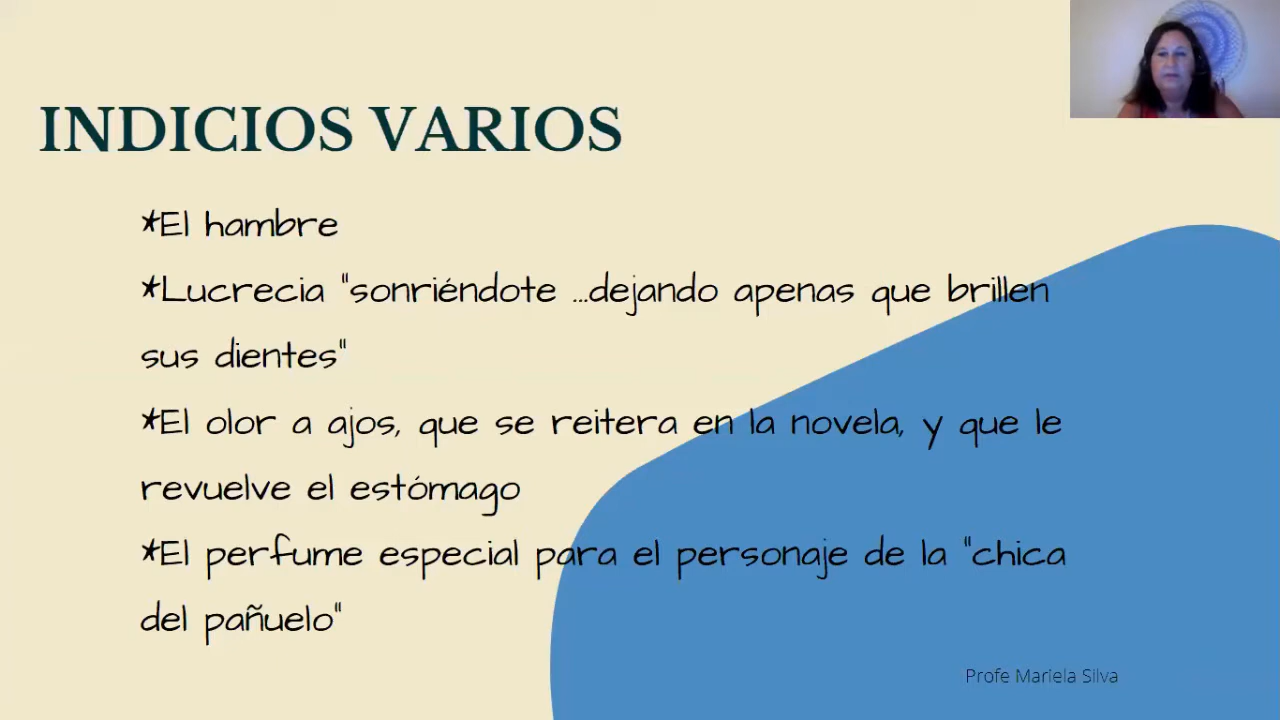 INDICIOS VARIOS
*El hambre
*Lucrecia "sonriéndote ...dejando apenas que brillen
sus dientes"
*El olor a ajos, que se reitera en la novela, y que le
revuelve el estómago
*El perfume especial para el personaje de la "chica
del pañuelo"
Profe Mariela Silva